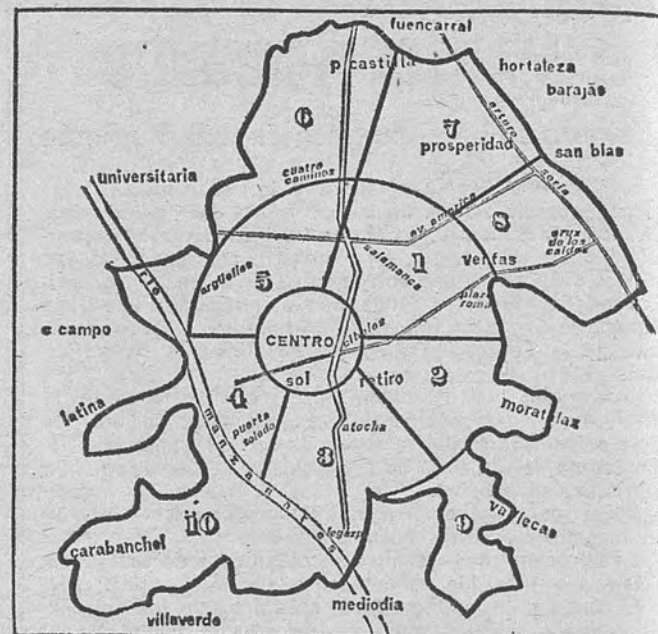 fuencarral
p. castilla
hortaleza
barajas
6
7
prosperidad
arturo
soria
san blas
universitaria
cuatro
caminos
av. america
8
cruz
de los
caidos
argüelles
5
salamanca
1
ventas
plaza
roma
rio
manzanares
c campo
CENTRO
cibeles
sol
retiro
2
latina
4
puerta
toledo
atocha
3
moratalaz
10
9
vallecas
carabanchel
legazpi
mediodia
villaverde